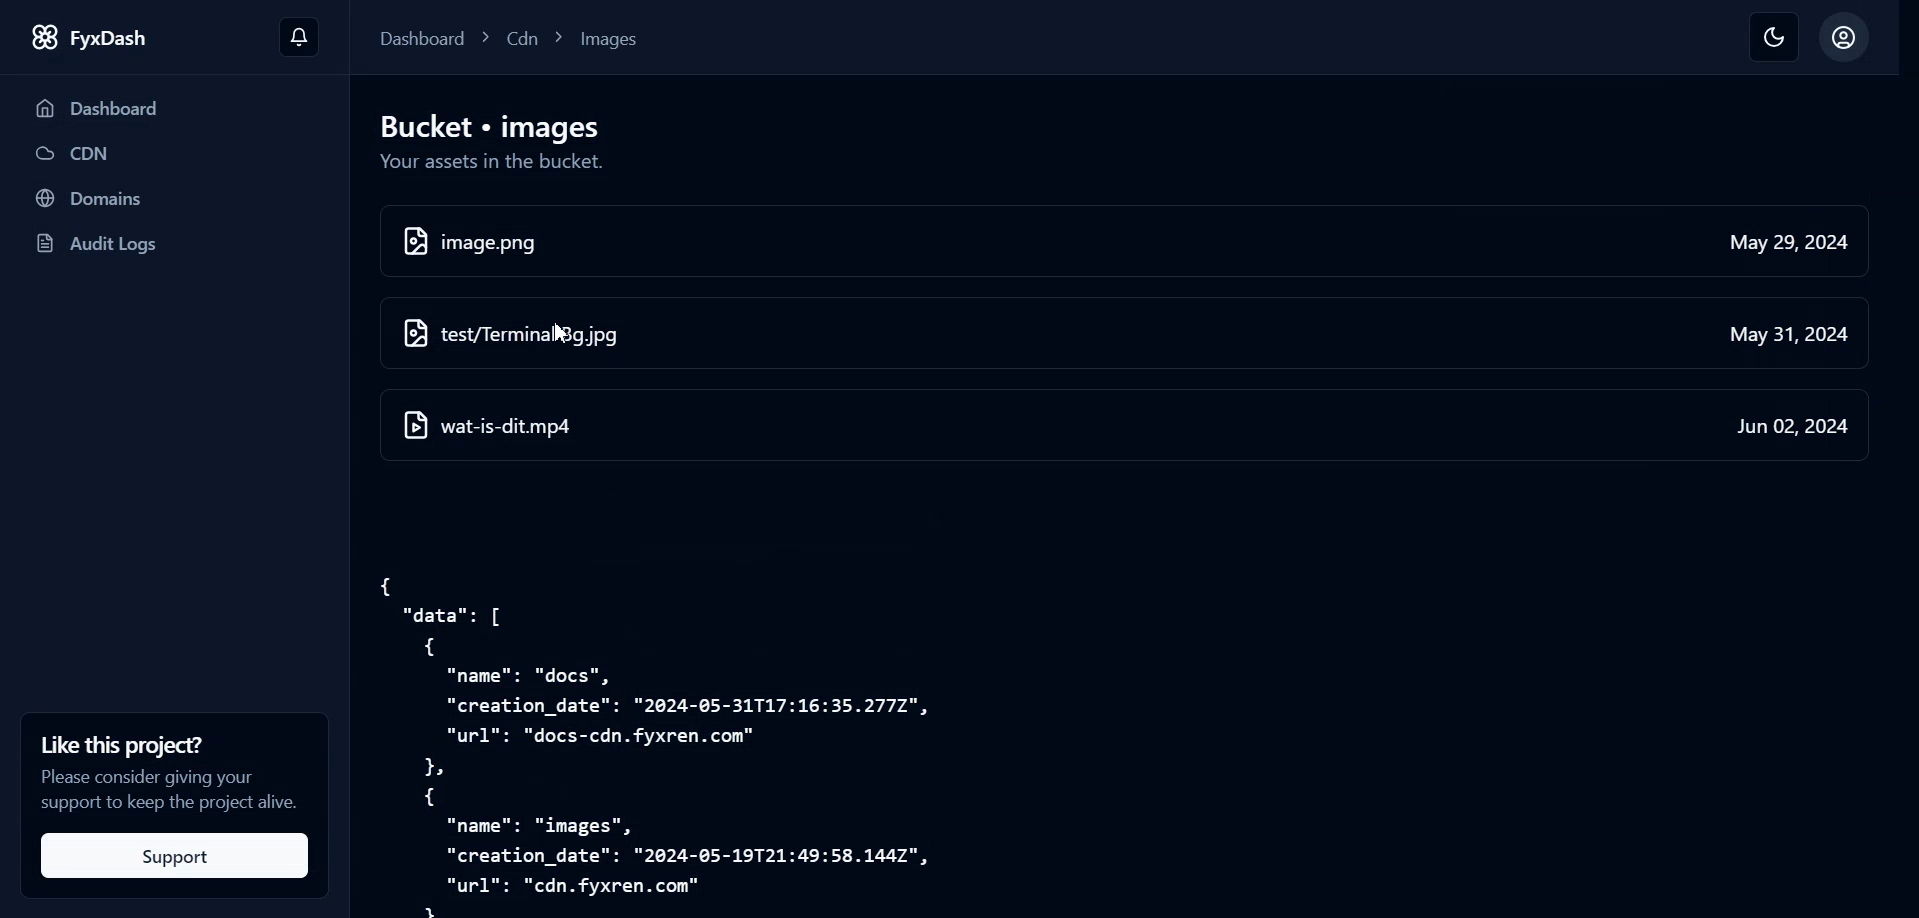 FyxDash
Dashboard > Cdn > Images
Dashboard
CDN
Domains
Audit Logs
Bucket • images
Your assets in the bucket.
image.png
May 29, 2024
test/TerminalBg.jpg
May 31, 2024
wat-is-dit.mp4
Jun 02, 2024
{
"data": [
{
"name": "docs",
"creation_date": "2024-05-31T17:16:35.277Z",
"url": "docs-cdn.fyxren.com"
},
{
"name": "images",
"creation_date": "2024-05-19T21:49:58.144Z",
"url": "cdn.fyxren.com"
}
Like this project?
Please consider giving your
support to keep the project alive.
Support